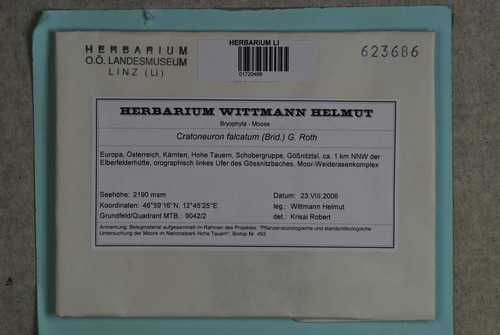 HERBARIUM
O.Ö. LANDESMUSEUM
LINZ (LI)
HERBARIUM LI
01720488
623686
HERBARIUM WITTMANN HELMUT
Bryophyta - Moose
Cratoneuron falcatum (Brid.) G. Roth
Europa, Österreich, Kärnten, Hohe Tauern, Schobergruppe, Gößnitztal, ca. 1 km NNW der
Elberfelderhütte, orographisch linkes Ufer des Gössnitzbaches, Moor-Weiderasenkomplex
Seehöhe: 2190 msm
Datum: 23.VIII.2006
Koordinaten: 46°59'16''N, 12°45'25''E
leg.: Wittmann Helmut
Grundfeld/Quadrant MTB.: 9042/2
det.: Krisai Robert
Anmerkung: Belegmaterial aufgesammelt im Rahmen des Projektes: "Pflanzensoziologische und standortökologische
Untersuchung der Moore im Nationalpark Hohe Tauern", Biotop Nr. 493